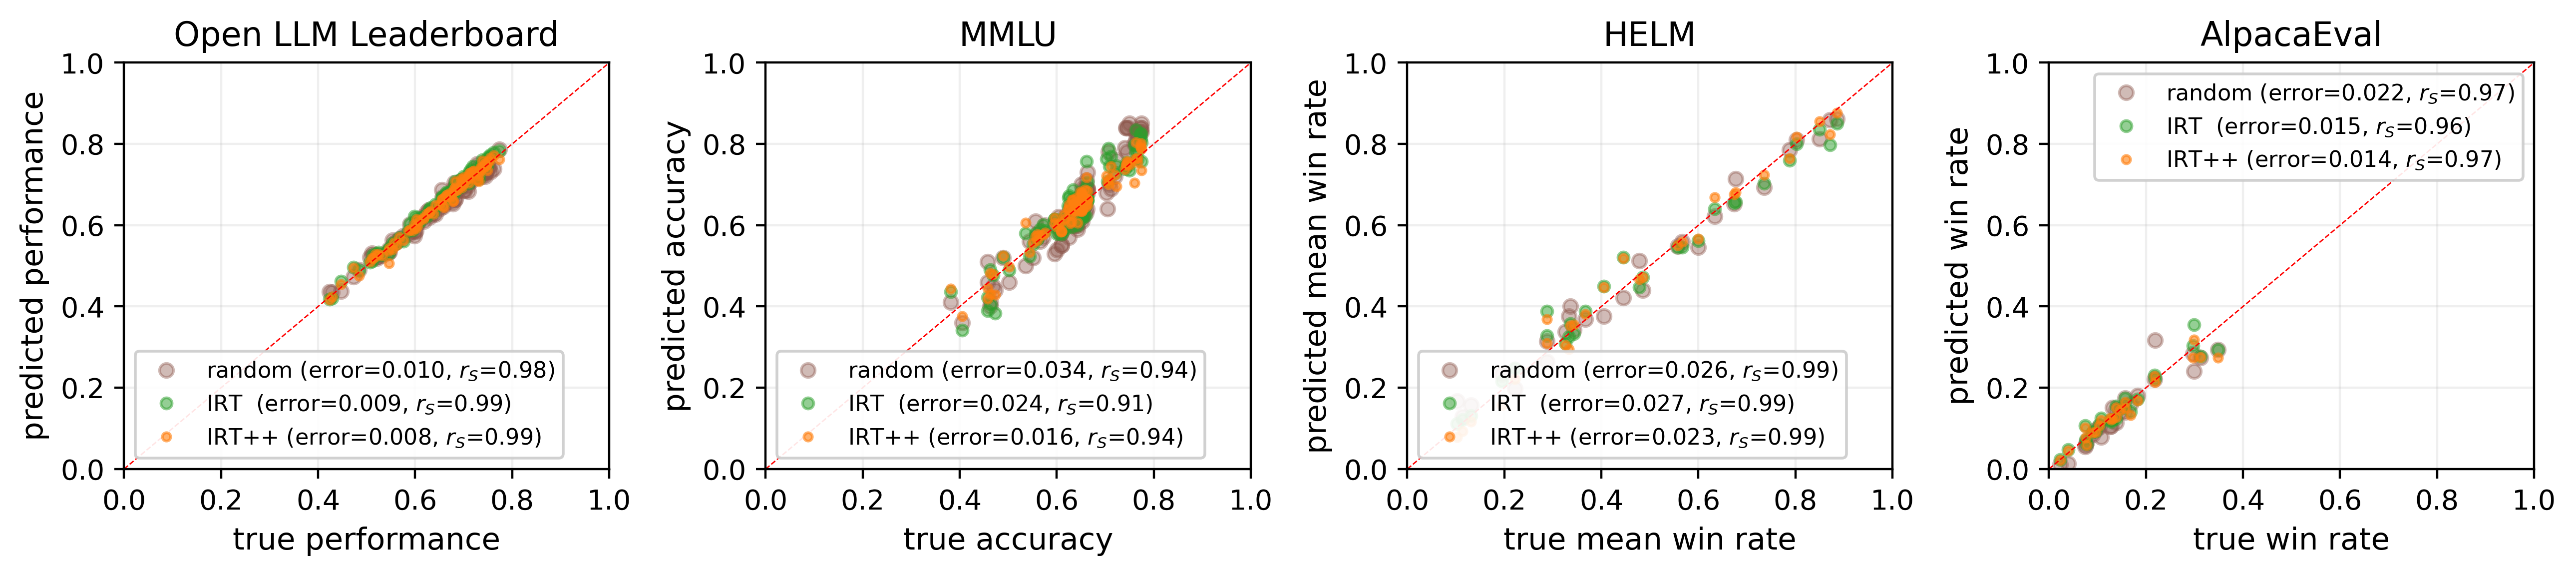 Open LLM Leaderboard
predicted performance
1.0
0.8
0.6
0.4
0.2
0.0
random (error=0.010, rS=0.98)
IRT (error=0.009, rS=0.99)
IRT++ (error=0.008, rS=0.99)
0.0 0.2 0.4 0.6 0.8 1.0
true performance
MMLU
predicted accuracy
1.0
0.8
0.6
0.4
0.2
0.0
random (error=0.034, rS=0.94)
IRT (error=0.024, rS=0.91)
IRT++ (error=0.016, rS=0.94)
0.0 0.2 0.4 0.6 0.8 1.0
true accuracy
HELM
predicted mean win rate
1.0
0.8
0.6
0.4
0.2
0.0
random (error=0.026, rS=0.99)
IRT (error=0.027, rS=0.99)
IRT++ (error=0.023, rS=0.99)
0.0 0.2 0.4 0.6 0.8 1.0
true mean win rate
AlpacaEval
predicted win rate
1.0
0.8
0.6
0.4
0.2
0.0
random (error=0.022, rS=0.97)
IRT (error=0.015, rS=0.96)
IRT++ (error=0.014, rS=0.97)
0.0 0.2 0.4 0.6 0.8 1.0
true win rate